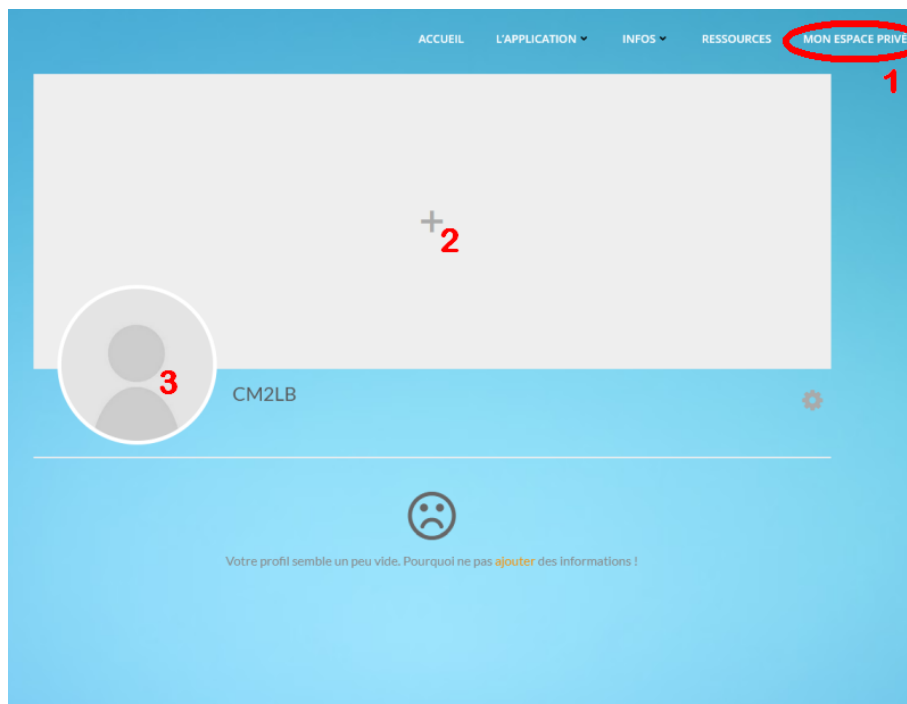 ACCUEIL L'APPLICATION INFOS RESSOURCES MON ESPACE PRIVE
1
2
3
CM2LB
Votre profil semble un peu vide. Pourquoi ne pas ajouter des informations !